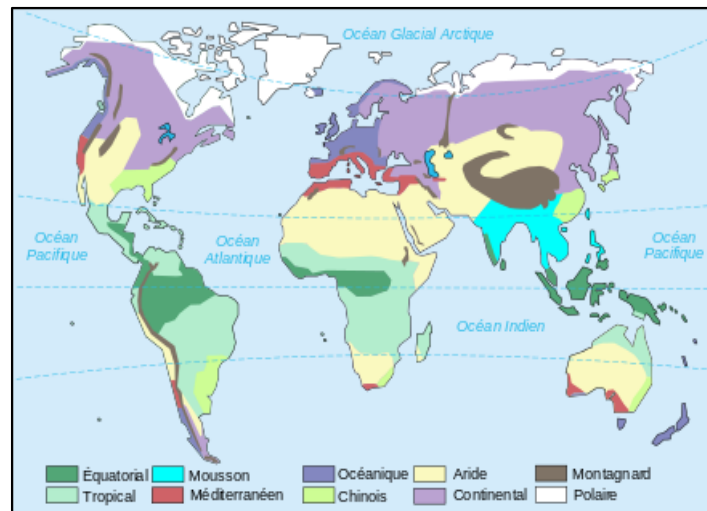 Océan Glacial Arctique
Océan
Pacifique
Océan
Atlantique
Océan
Pacifique
Océan Indien
Équatorial
Mousson
Océanique
Aride
Montagnard
Tropical
Méditerranéen
Chinois
Continental
Polaire